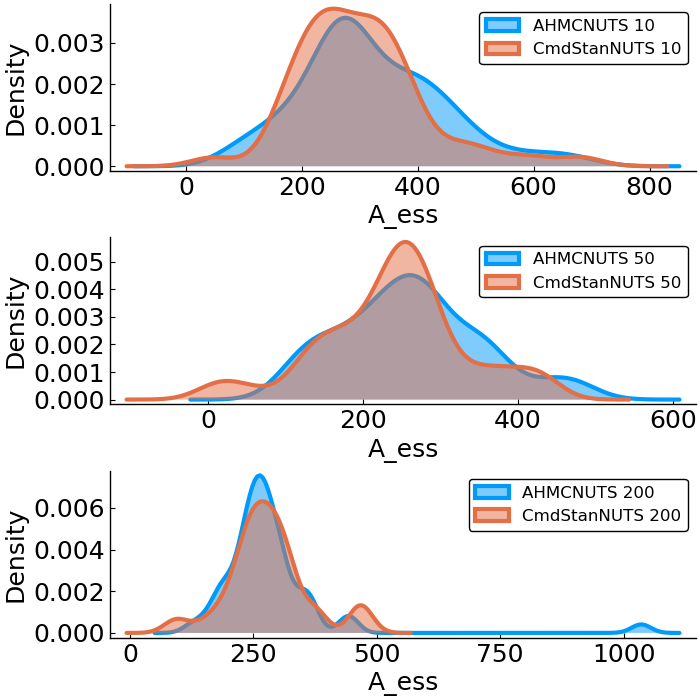 0.003
0.002
0.001
0.000
Density
AHMCNUTS 10
CmdStanNUTS 10
0 200 400 600 800
A_ess
0.005
0.004
0.003
0.002
0.001
0.000
Density
AHMCNUTS 50
CmdStanNUTS 50
0 200 400 600
A_ess
0.006
0.004
0.002
0.000
Density
AHMCNUTS 200
CmdStanNUTS 200
0 250 500 750 1000
A_ess